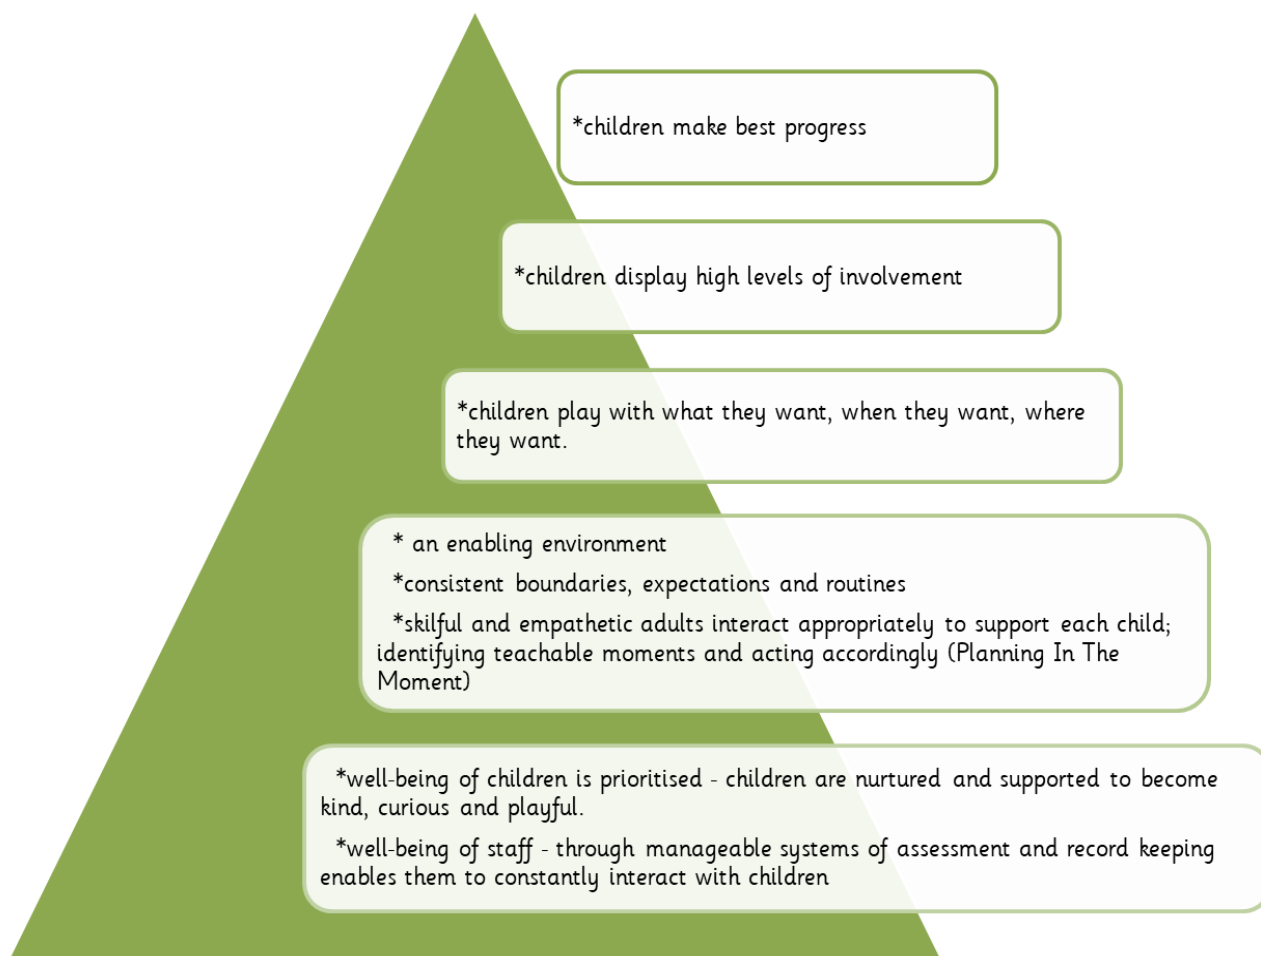 *children make best progress
*children display high levels of involvement
*children play with what they want, when they want, where
they want.
* an enabling environment
*consistent boundaries, expectations and routines
*skilful and empathetic adults interact appropriately to support each child;
identifying teachable moments and acting accordingly (Planning In The
Moment)
*well-being of children is prioritised - children are nurtured and supported to become
kind, curious and playful.
*well-being of staff - through manageable systems of assessment and record keeping
enables them to constantly interact with children